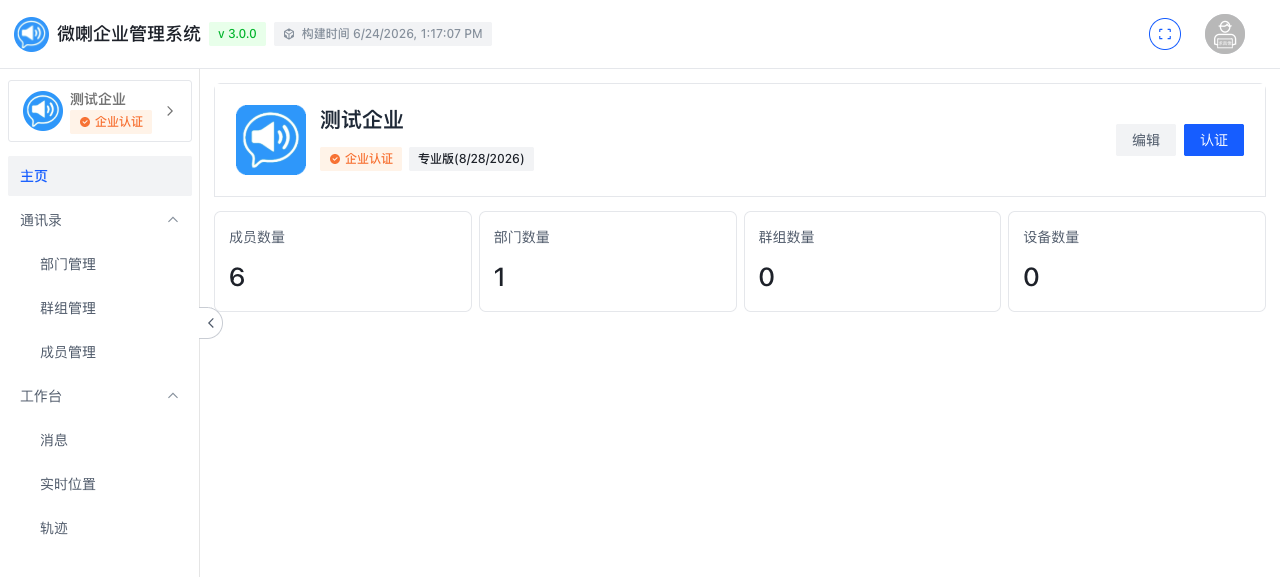 微喇企业管理系统 v 3.0.0 构建时间 6/24/2026, 1:17:07 PM
测试企业
企业认证
主页
通讯录
部门管理
群组管理
成员管理
工作台
消息
实时位置
轨迹
测试企业
企业认证 专业版(8/28/2026)
编辑 认证
成员数量
6
部门数量
1
群组数量
0
设备数量
0